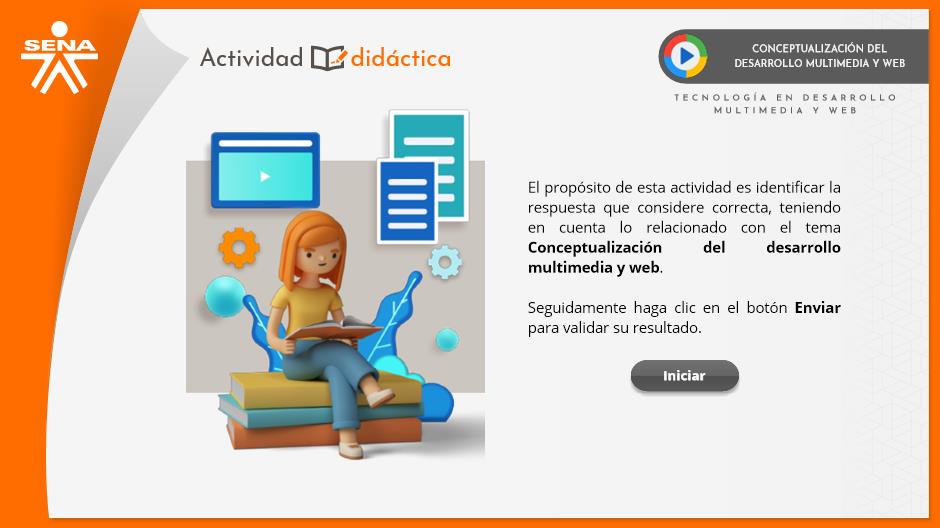 SENA
Actividad didáctica
CONCEPTUALIZACIÓN DEL
DESARROLLO MULTIMEDIA Y WEB
TECNOLOGÍA EN DESARROLLO
MULTIMEDIA Y WEB
El propósito de esta actividad es identificar la
respuesta que considere correcta, teniendo
en cuenta lo relacionado con el tema
Conceptualización del desarrollo
multimedia y web.
Seguidamente haga clic en el botón Enviar
para validar su resultado.
Iniciar